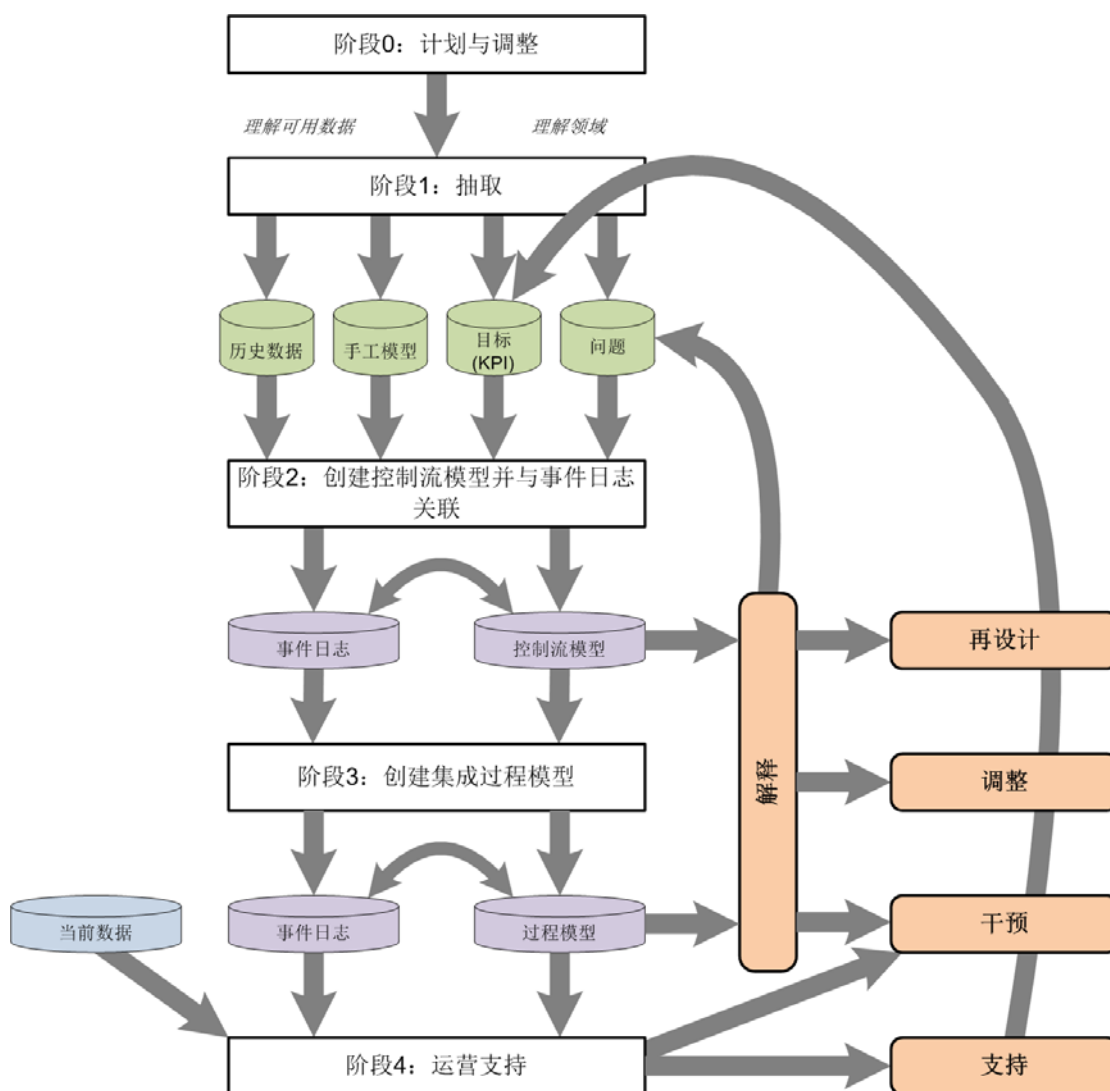 阶段0：计划与调整
理解可用数据
理解领域
阶段1：抽取
历史数据
手工模型
目标
(KPI)
问题
阶段2：创建控制流模型并与事件日志
关联
事件日志
控制流模型
解释
再设计
阶段3：创建集成过程模型
调整
当前数据
事件日志
过程模型
干预
阶段4：运营支持
支持